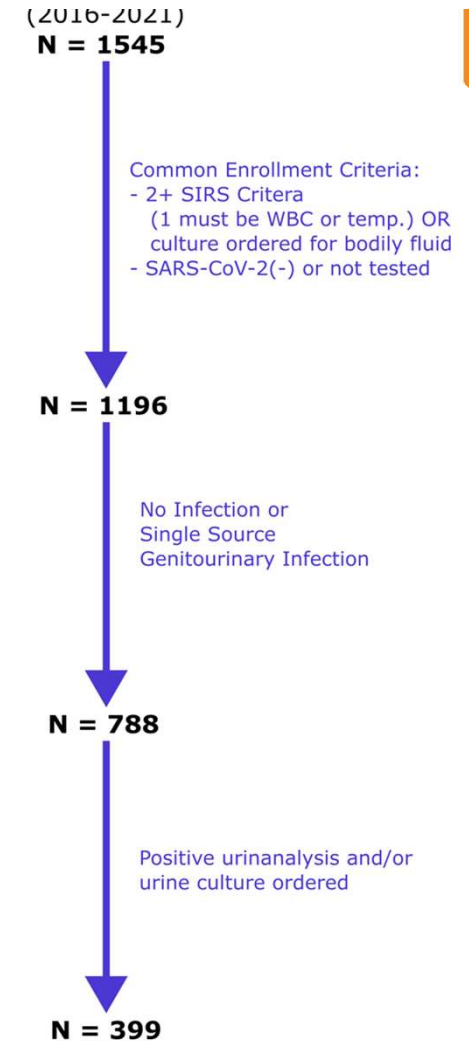 (2016-2021)
N = 1545
Common Enrollment Criteria:
- 2+ SIRS Critera
(1 must be WBC or temp.) OR
culture ordered for bodily fluid
- SARS-CoV-2(-) or not tested
N = 1196
No Infection or
Single Source
Genitourinary Infection
N = 788
Positive urinanalysis and/or
urine culture ordered
N = 399